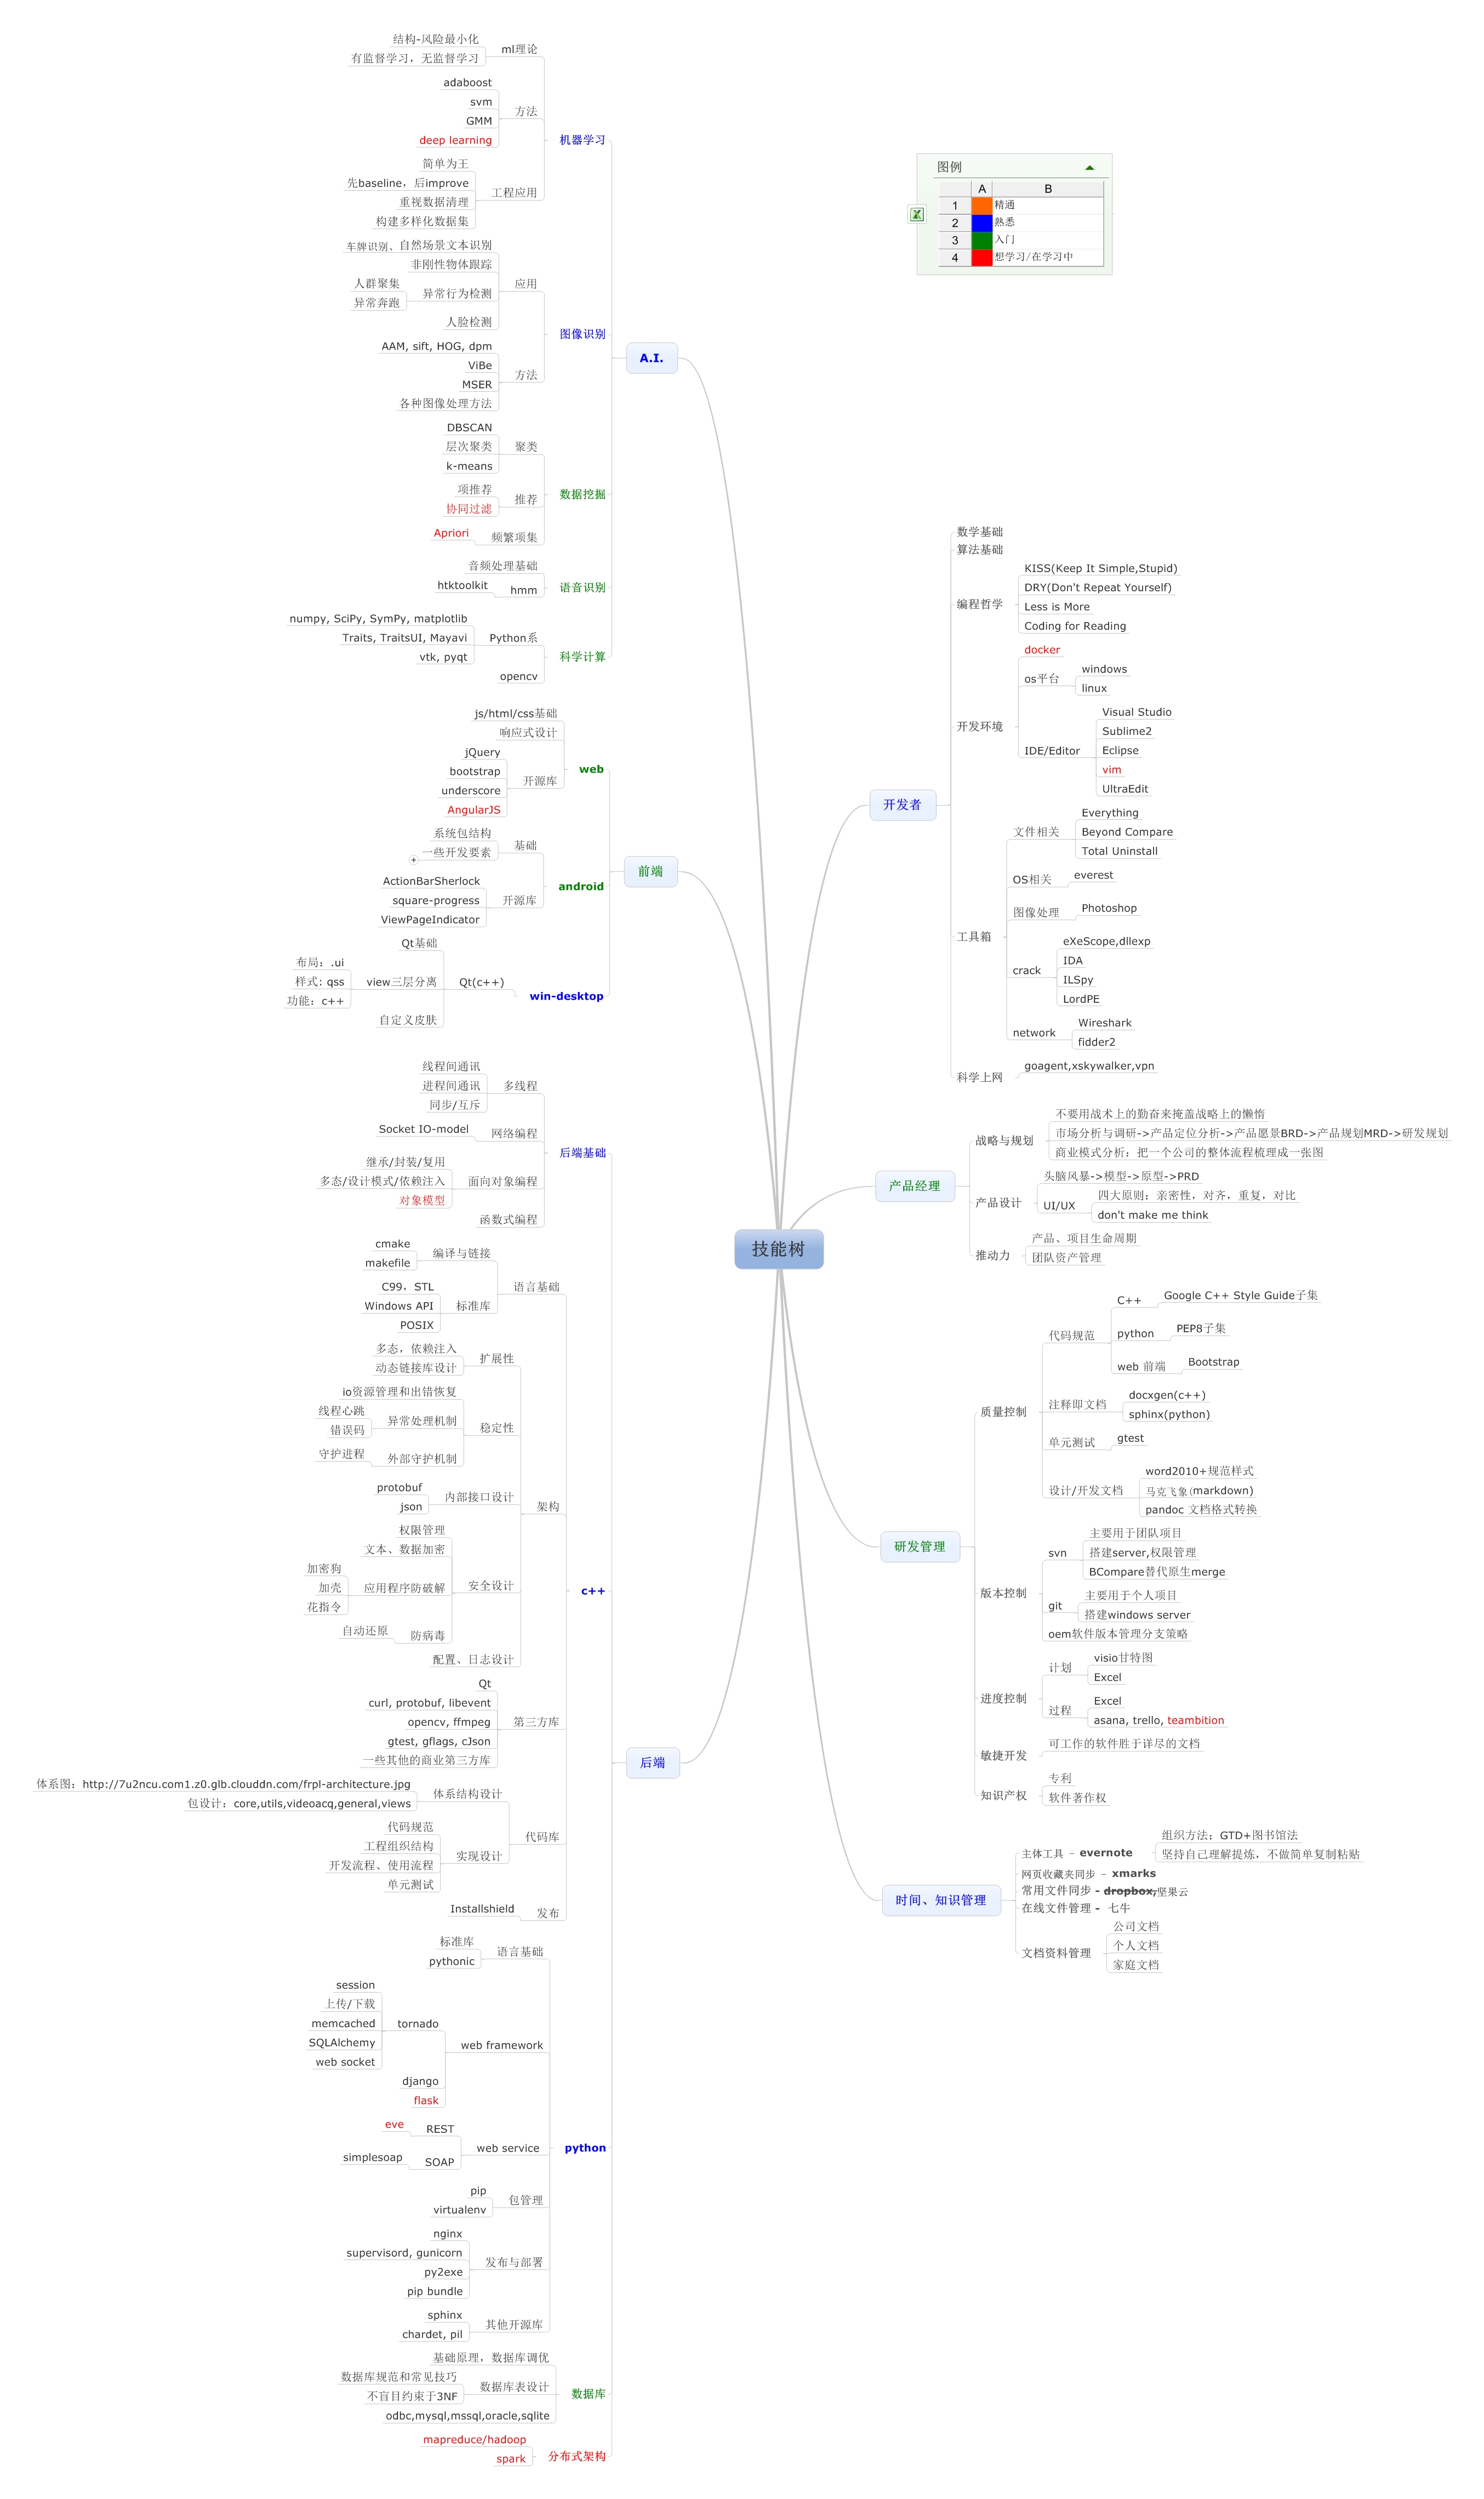 技能树
图例
A B
1 精通
2 熟悉
3 入门
4 想学习/在学习中
A.I.
机器学习
ml理论
结构-风险最小化
有监督学习，无监督学习
方法
adaboost
svm
GMM
deep learning
工程应用
简单为王
先baseline，后improve
重视数据清理
构建多样化数据集
图像识别
应用
车牌识别、自然场景文本识别
非刚性物体跟踪
异常行为检测
人群聚集
异常奔跑
人脸检测
方法
AAM, sift, HOG, dpm
ViBe
MSER
各种图像处理方法
数据挖掘
聚类
DBSCAN
层次聚类
k-means
推荐
项推荐
协同过滤
频繁项集
Apriori
语音识别
音频处理基础
hmm
htktoolkit
科学计算
Python系
numpy, SciPy, SymPy, matplotlib
Traits, TraitsUI, Mayavi
vtk, pyqt
opencv
前端
web
js/html/css基础
响应式设计
开源库
jQuery
bootstrap
underscore
AngularJS
android
基础
系统包结构
一些开发要素
开源库
ActionBarSherlock
square-progress
ViewPageIndicator
win-desktop
Qt(c++)
Qt基础
view三层分离
布局：.ui
样式: qss
功能：c++
自定义皮肤
后端
后端基础
多线程
线程间通讯
进程间通讯
同步/互斥
网络编程
Socket IO-model
面向对象编程
继承/封装/复用
多态/设计模式/依赖注入
对象模型
函数式编程
c++
语言基础
编译与链接
cmake
makefile
标准库
C99，STL
Windows API
POSIX
架构
扩展性
多态，依赖注入
动态链接库设计
稳定性
io资源管理和出错恢复
异常处理机制
线程心跳
错误码
外部守护机制
守护进程
内部接口设计
protobuf
json
安全设计
权限管理
文本、数据加密
应用程序防破解
加密狗
加壳
花指令
防病毒
自动还原
配置、日志设计
第三方库
Qt
curl, protobuf, libevent
opencv, ffmpeg
gtest, gflags, cJson
一些其他的商业第三方库
代码库
体系结构设计
体系图：http://7u2ncu.com1.z0.glb.clouddn.com/frpl-architecture.jpg
包设计：core,utils,videoacq,general,views
实现设计
代码规范
工程组织结构
开发流程、使用流程
单元测试
发布
Installshield
python
语言基础
标准库
pythonic
web framework
tornado
session
上传/下载
memcached
SQLAlchemy
web socket
django
flask
web service
REST
eve
SOAP
simplesoap
包管理
pip
virtualenv
发布与部署
nginx
supervisord, gunicorn
py2exe
pip bundle
其他开源库
sphinx
chardet, pil
数据库
基础原理，数据库调优
数据库表设计
数据库规范和常见技巧
不盲目约束于3NF
odbc,mysql,mssql,oracle,sqlite
分布式架构
mapreduce/hadoop
spark
开发者
数学基础
算法基础
编程哲学
KISS(Keep It Simple,Stupid)
DRY(Don't Repeat Yourself)
Less is More
Coding for Reading
开发环境
docker
os平台
windows
linux
IDE/Editor
Visual Studio
Sublime2
Eclipse
vim
UltraEdit
工具箱
文件相关
Everything
Beyond Compare
Total Uninstall
OS相关
everest
图像处理
Photoshop
crack
eXeScope,dllexp
IDA
ILSpy
LordPE
network
Wireshark
fidder2
科学上网
goagent,xskywalker,vpn
产品经理
战略与规划
不要用战术上的勤奋来掩盖战略上的懒惰
市场分析与调研->产品定位分析->产品愿景BRD->产品规划MRD->研发规划
商业模式分析：把一个公司的整体流程梳理成一张图
产品设计
头脑风暴->模型->原型->PRD
UI/UX
四大原则：亲密性，对齐，重复，对比
don't make me think
推动力
产品、项目生命周期
团队资产管理
研发管理
质量控制
代码规范
C++
Google C++ Style Guide子集
python
PEP8子集
web 前端
Bootstrap
注释即文档
docxgen(c++)
sphinx(python)
单元测试
gtest
设计/开发文档
word2010+规范样式
马克飞象(markdown)
pandoc 文档格式转换
版本控制
svn
主要用于团队项目
搭建server,权限管理
BCompare替代原生merge
git
主要用于个人项目
搭建windows server
oem软件版本管理分支策略
进度控制
计划
visio甘特图
Excel
过程
Excel
asana, trello, teambition
敏捷开发
可工作的软件胜于详尽的文档
知识产权
专利
软件著作权
时间、知识管理
主体工具 – evernote
组织方法：GTD+图书馆法
坚持自己理解提炼，不做简单复制粘贴
网页收藏夹同步 – xmarks
常用文件同步 - dropbox,坚果云
在线文件管理 - 七牛
文档资料管理
公司文档
个人文档
家庭文档